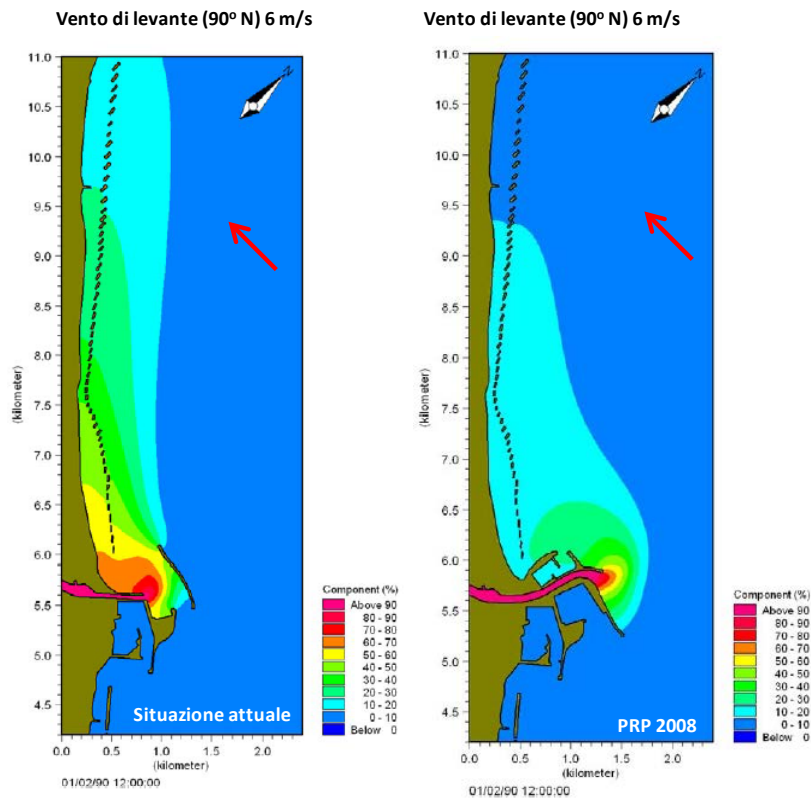 Vento di levante (90º N) 6 m/s
11.0
10.5
10.0
9.5
9.0
8.5
8.0
7.5
7.0
6.5
6.0
5.5
5.0
4.5
(kilometer)
N
Component (%)
Above 90
80 - 90
70 - 80
60 - 70
50 - 60
40 - 50
30 - 40
20 - 30
10 - 20
0 - 10
Below 0
Situazione attuale
0.0 0.5 1.0 1.5 2.0
(kilometer)
01/02/90 12:00:00
Vento di levante (90º N) 6 m/s
11.0
10.5
10.0
9.5
9.0
8.5
8.0
7.5
7.0
6.5
6.0
5.5
5.0
4.5
(kilometer)
N
Component (%)
Above 90
80 - 90
70 - 80
60 - 70
50 - 60
40 - 50
30 - 40
20 - 30
10 - 20
0 - 10
Below 0
PRP 2008
0.0 0.5 1.0 1.5 2.0
(kilometer)
01/02/90 12:00:00